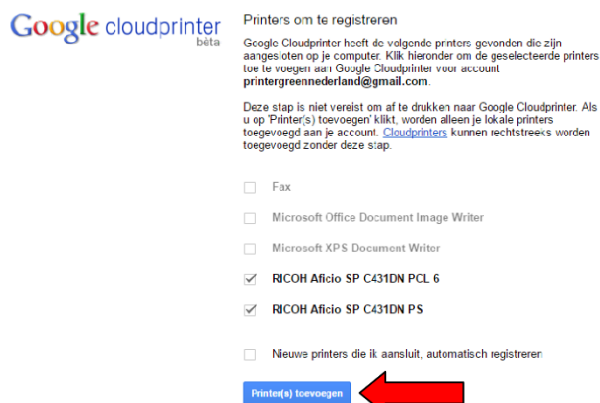 Google cloudprinter
bèta
Printers om te registreren
Google Cloudprinter heeft de volgende printers gevonden die zijn
aangesloten op je computer. Klik hieronder om de geselecteerde printers
toe te voegen aan Google Cloudprinter voor account
printergreennederland@gmail.com.
Deze stap is niet vereist om af te drukken naar Google Cloudprinter. Als
u op 'Printer(s) toevoegen' klikt, worden alleen je lokale printers
toegevoegd aan je account. Cloudprinters kunnen rechtstreeks worden
toegevoegd zonder deze stap.
Fax
Microsoft Office Document Image Writer
Microsoft XPS Document Writer
RICOH Aficio SP C431DN PCL 6
RICOH Aficio SP C431DN PS
Nieuwe printers die ik aansluit, automatisch registreren
Printer(s) toevoegen